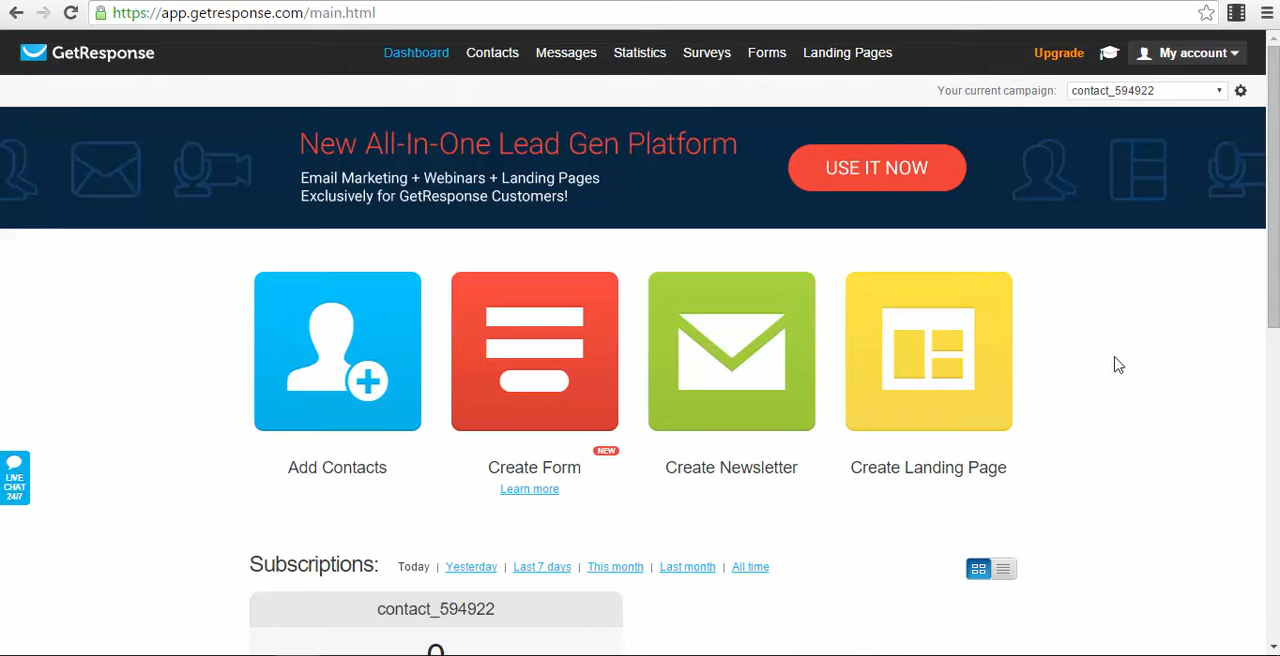 https://app.getresponse.com/main.html
GetResponse
Dashboard Contacts Messages Statistics Surveys Forms Landing Pages Upgrade My account
Your current campaign: contact_594922
New All-In-One Lead Gen Platform
Email Marketing + Webinars + Landing Pages
Exclusively for GetResponse Customers!
USE IT NOW
Add Contacts
NEW
Create Form
Learn more
Create Newsletter
Create Landing Page
LIVE
CHAT
24/7
Subscriptions: Today | Yesterday | Last 7 days | This month | Last month | All time
contact_594922
0